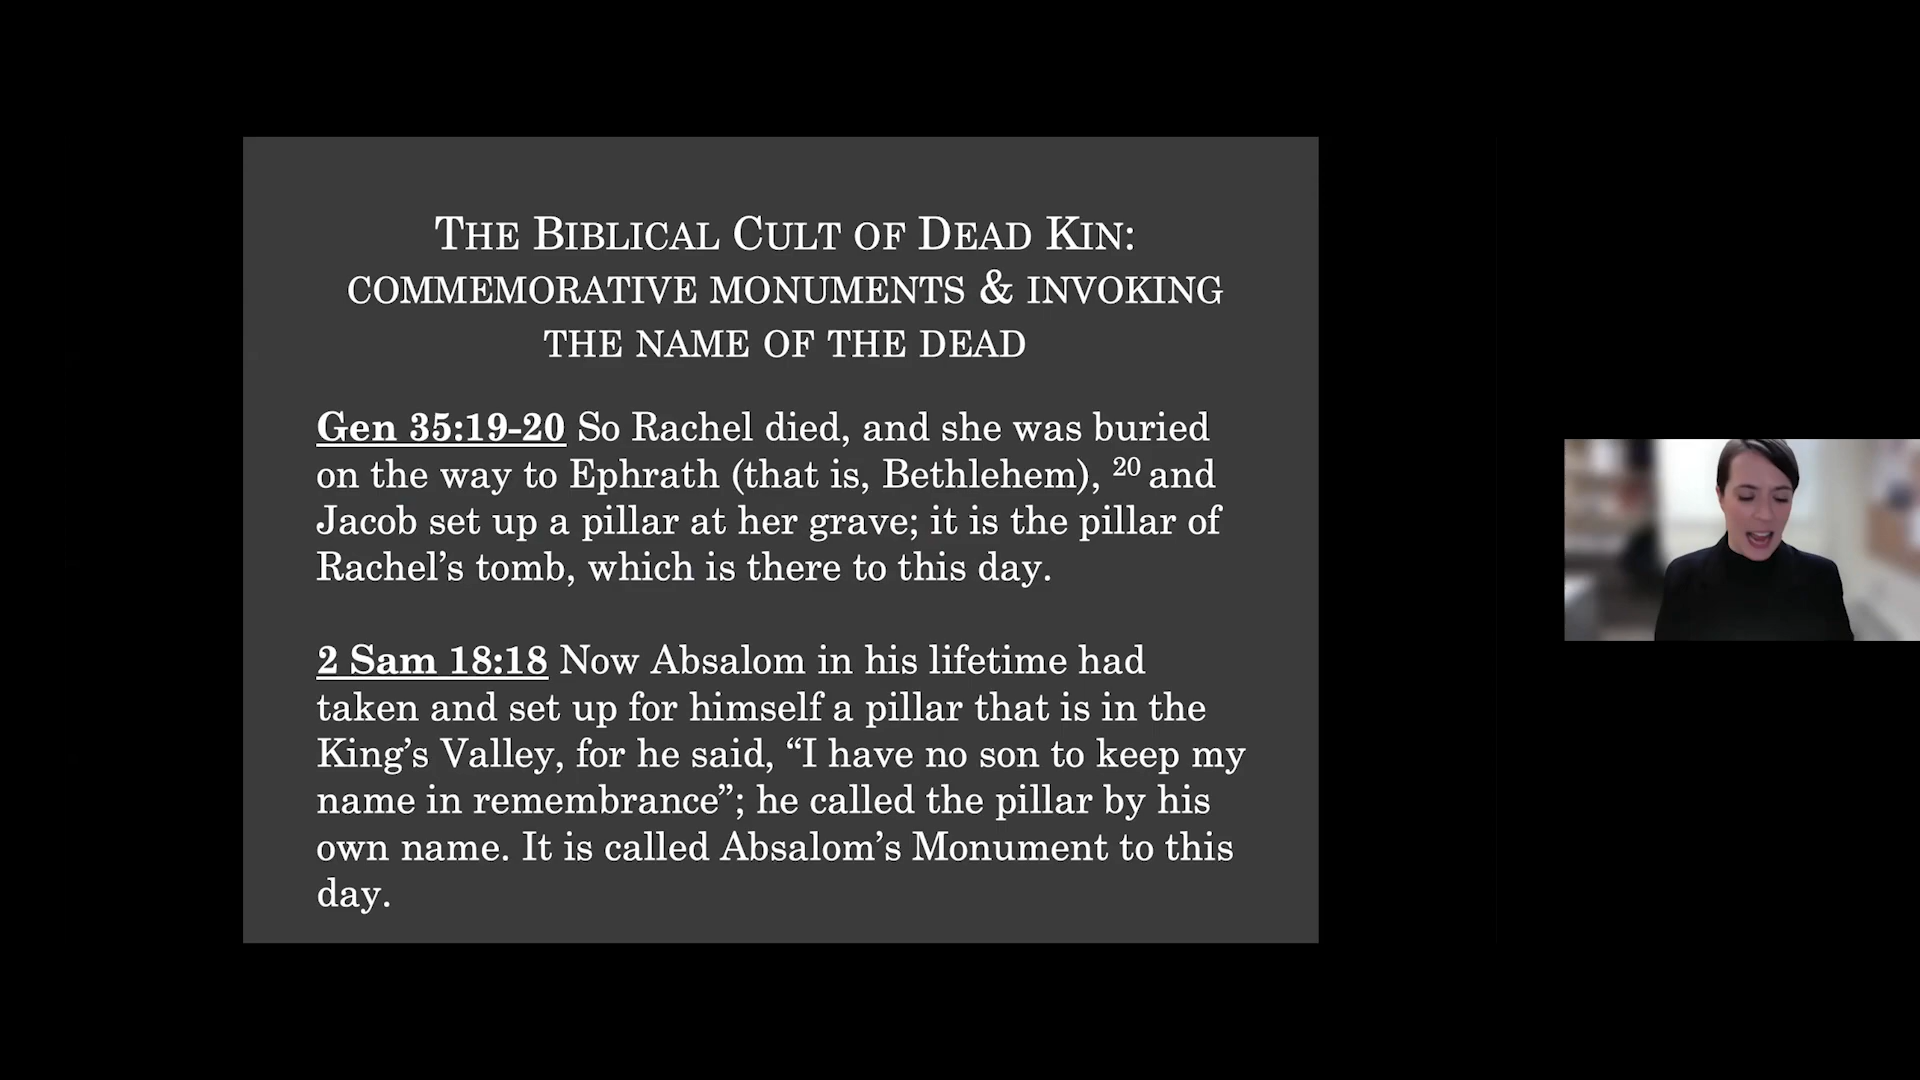 THE BIBLICAL CULT OF DEAD KIN:
COMMEMORATIVE MONUMENTS & INVOKING
THE NAME OF THE DEAD
Gen 35:19-20 So Rachel died, and she was buried
on the way to Ephrath (that is, Bethlehem), 20 and
Jacob set up a pillar at her grave; it is the pillar of
Rachel’s tomb, which is there to this day.
2 Sam 18:18 Now Absalom in his lifetime had
taken and set up for himself a pillar that is in the
King’s Valley, for he said, “I have no son to keep my
name in remembrance”; he called the pillar by his
own name. It is called Absalom’s Monument to this
day.